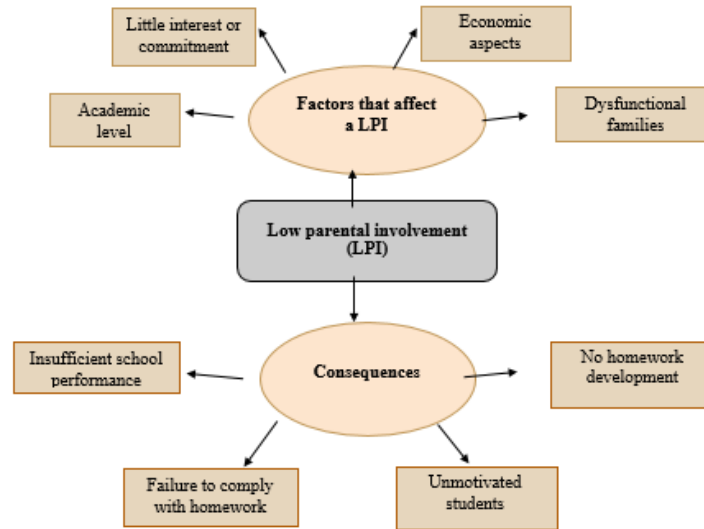 Little interest or
commitment
Economic
aspects
Factors that affect
a LPI
Academic
level
Dysfunctional
families
Low parental involvement
(LPI)
Insufficient school
performance
Consequences
No homework
development
Failure to comply
with homework
Unmotivated
students